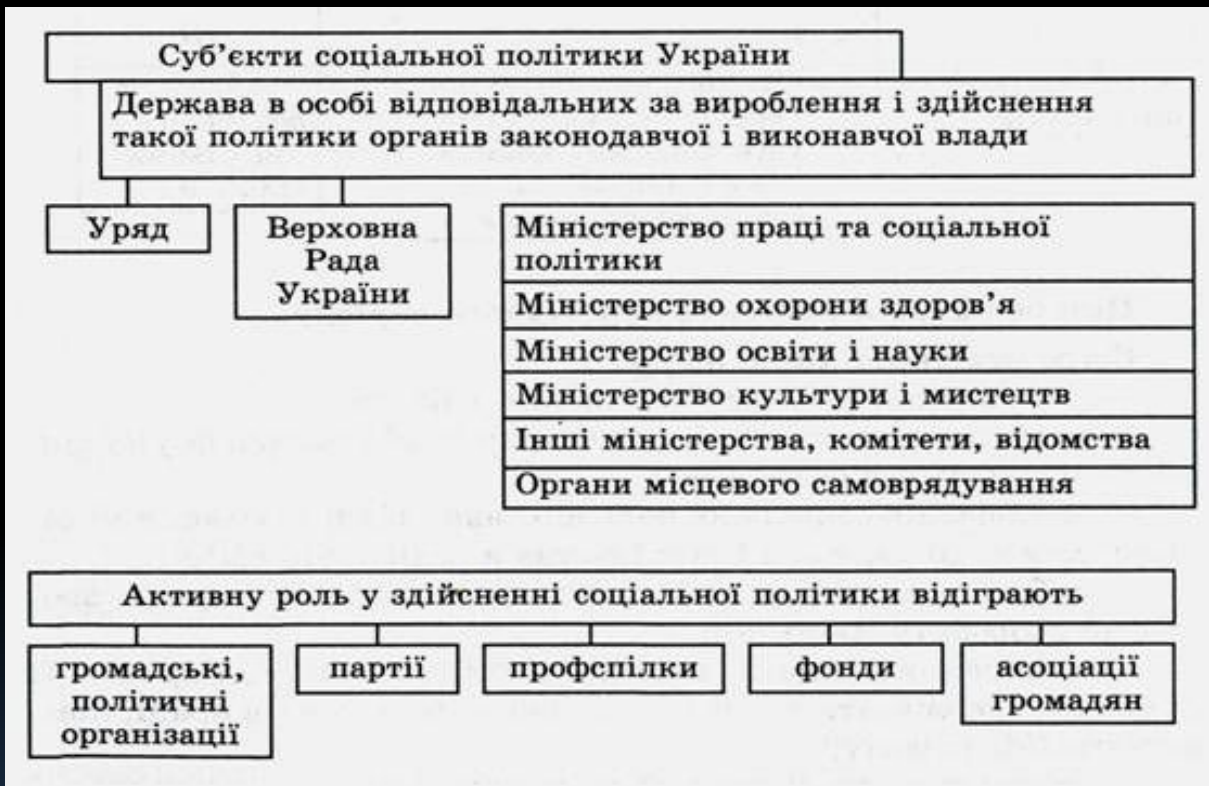 Суб’єкти соціальної політики України
Держава в особі відповідальних за вироблення і здійснення
такої політики органів законодавчої і виконавчої влади
Уряд
Верховна
Рада
України
Міністерство праці та соціальної
політики
Міністерство охорони здоров’я
Міністерство освіти і науки
Міністерство культури і мистецтв
Інші міністерства, комітети, відомства
Органи місцевого самоврядування
Активну роль у здійсненні соціальної політики відіграють
громадські,
політичні
організації
партії
профспілки
фонди
асоціації
громадян